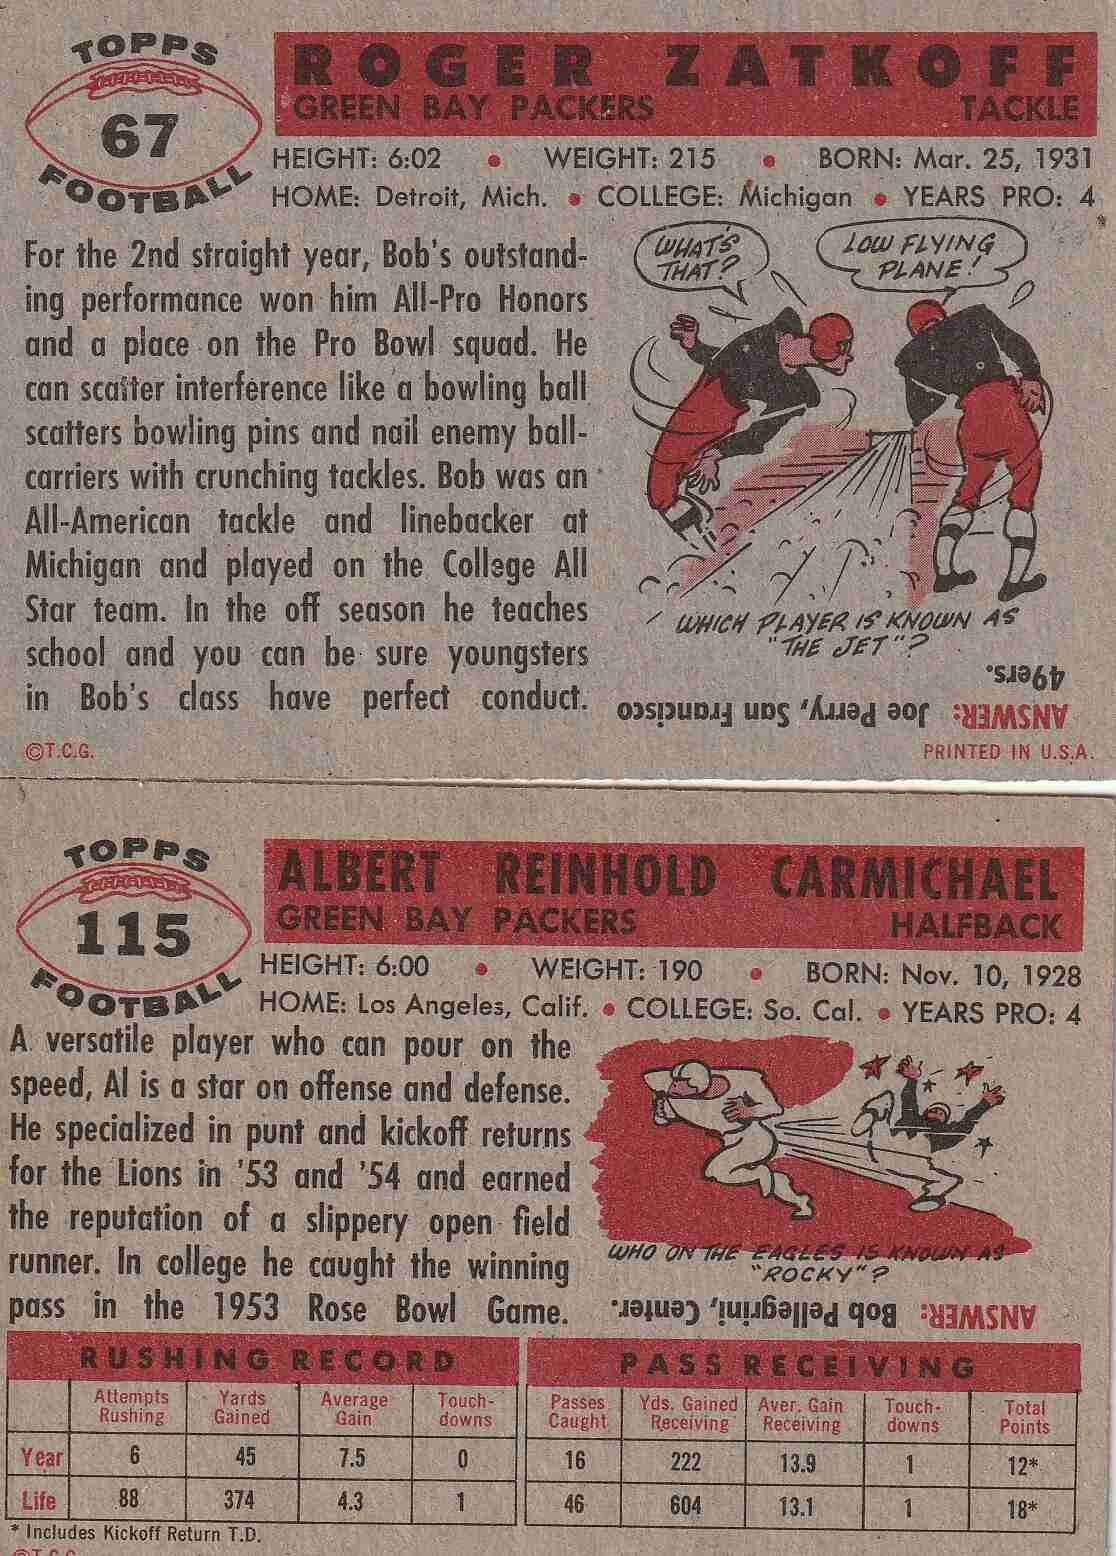 TOPPS
67
FOOTBALL
ROGER ZATKOFF
GREEN BAY PACKERS TACKLE
HEIGHT: 6:02 • WEIGHT: 215 • BORN: Mar. 25, 1931
HOME: Detroit, Mich. • COLLEGE: Michigan • YEARS PRO: 4
For the 2nd straight year, Bob's outstand-
ing performance won him All-Pro Honors
and a place on the Pro Bowl squad. He
can scatter interference like a bowling ball
scatters bowling pins and nail enemy ball-
carriers with crunching tackles. Bob was an
All-American tackle and linebacker at
Michigan and played on the College All
Star team. In the off season he teaches
school and you can be sure youngsters
in Bob's class have perfect conduct.
WHAT'S
THAT?
LOW FLYING
PLANE!
WHICH PLAYER IS KNOWN AS
"THE JET"?
ANSWER: Joe Perry, San Francisco
49ers.
©T.C.G.
PRINTED IN U.S.A.
TOPPS
115
FOOTBALL
ALBERT REINHOLD CARMICHAEL
GREEN BAY PACKERS HALFBACK
HEIGHT: 6:00 • WEIGHT: 190 • BORN: Nov. 10, 1928
HOME: Los Angeles, Calif. • COLLEGE: So. Cal. • YEARS PRO: 4
A versatile player who can pour on the
speed, Al is a star on offense and defense.
He specialized in punt and kickoff returns
for the Lions in '53 and '54 and earned
the reputation of a slippery open field
runner. In college he caught the winning
pass in the 1953 Rose Bowl Game.
WHO ON THE EAGLES IS KNOWN AS
"ROCKY"?
ANSWER: Bob Pellegrini, Center.
RUSHING RECORD PASS RECEIVING
Attempts Rushing Yards Gained Average Gain Touch-downs Passes Caught Yds. Gained Receiving Aver. Gain Receiving Touch-downs Total Points
Year 6 45 7.5 0 16 222 13.9 1 12*
Life 88 374 4.3 1 46 604 13.1 1 18*
* Includes Kickoff Return T.D.
©T.C.G.